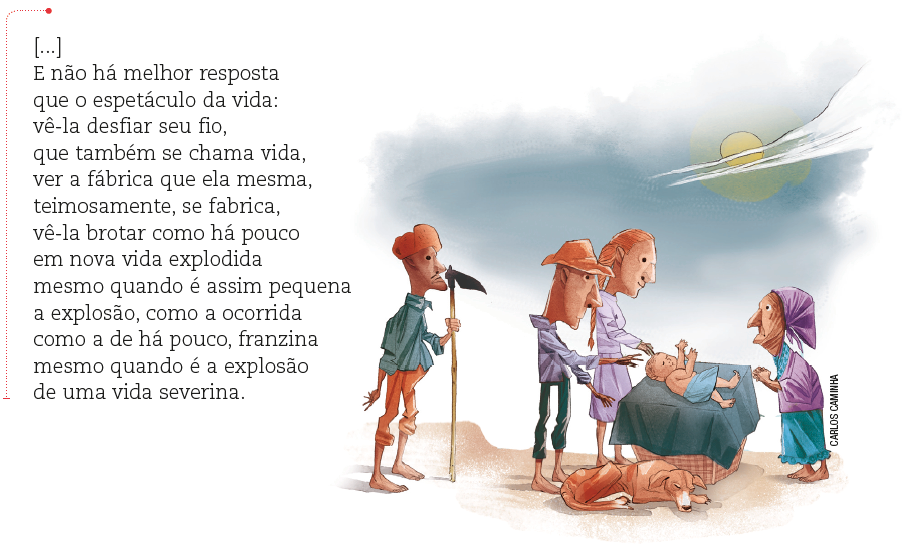 [...]
E não há melhor resposta
que o espetáculo da vida:
vê-la desfiar seu fio,
que também se chama vida,
ver a fábrica que ela mesma,
teimosamente, se fabrica,
vê-la brotar como há pouco
em nova vida explodida
mesmo quando é assim pequena
a explosão, como a ocorrida
como a de há pouco, franzina
mesmo quando é a explosão
de uma vida severina.
CARLOS CAMINHA